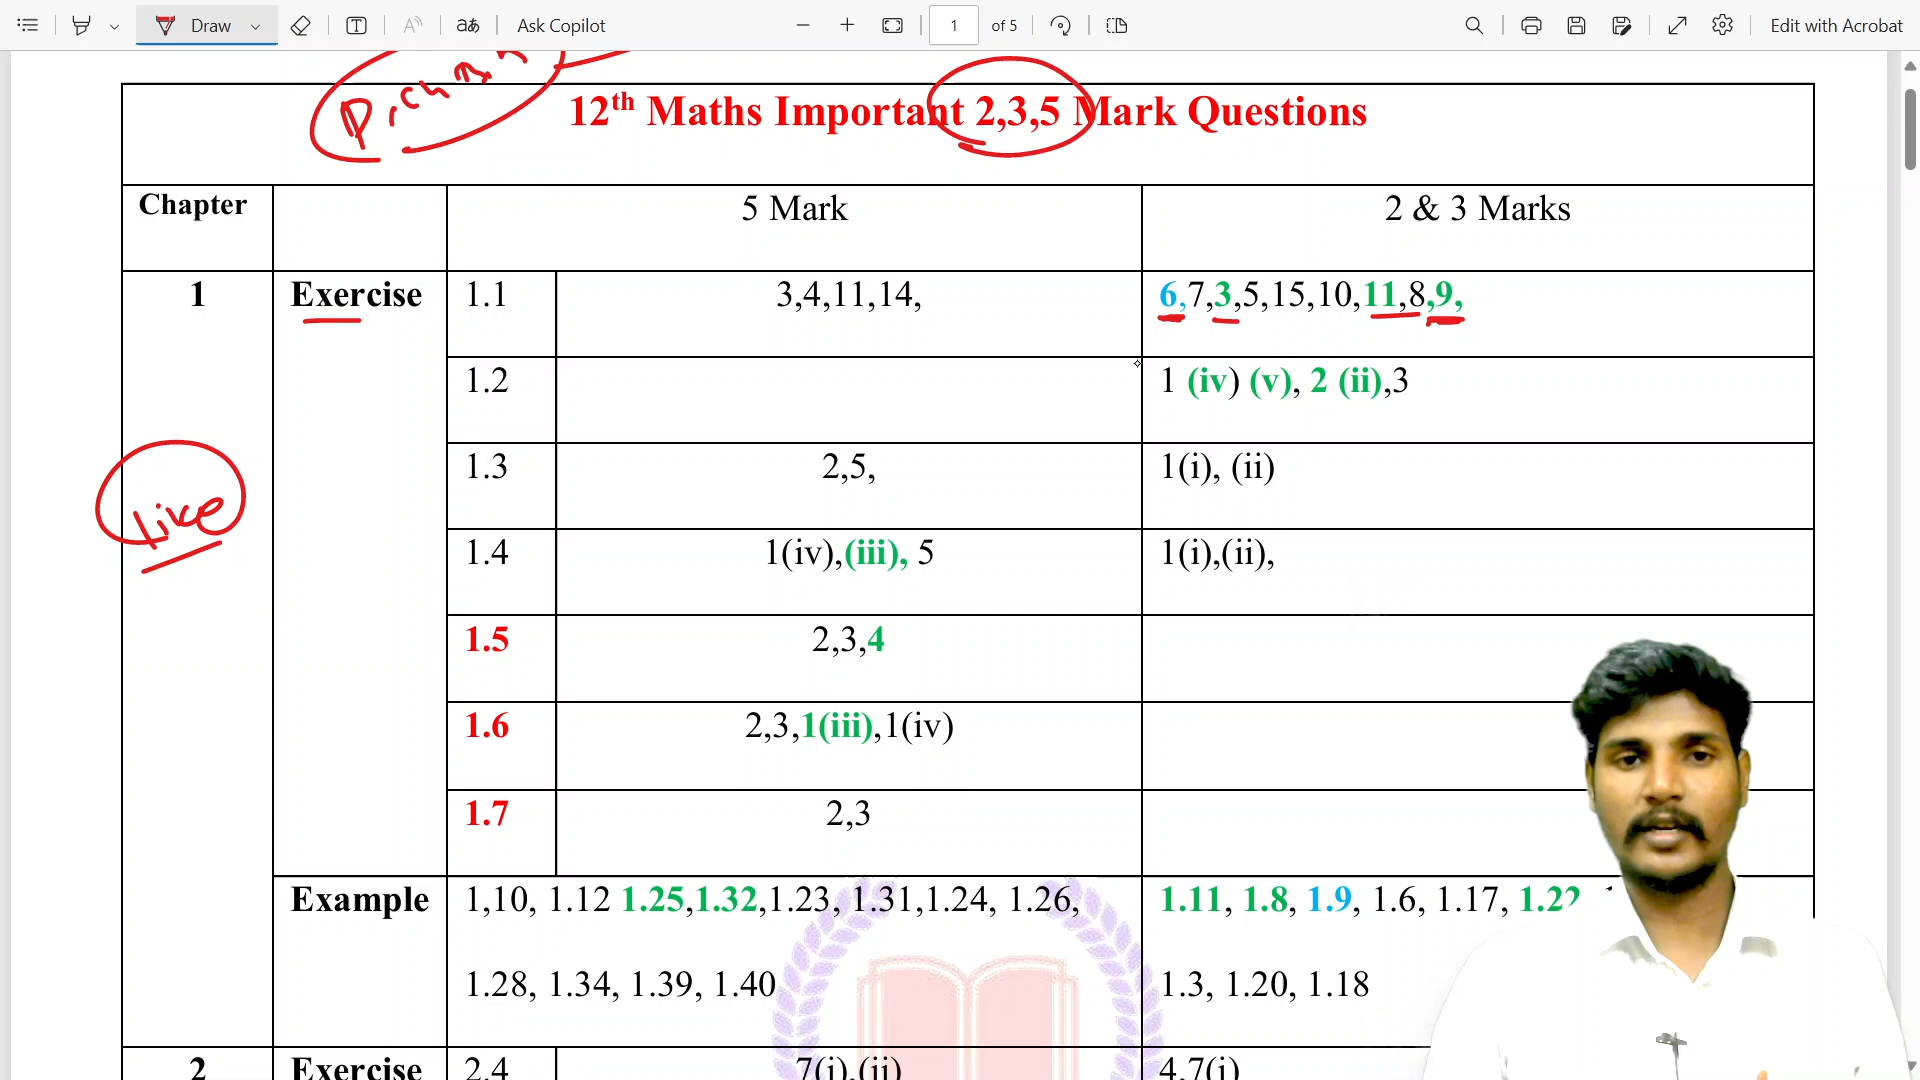 Draw
Ask Copilot
1 of 5
Edit with Acrobat
12th Maths Important 2,3,5 Mark Questions
Chapter 5 Mark 2 & 3 Marks
1 Exercise 1.1 3,4,11,14, 6,7,3,5,15,10,11,8,9,
1.2 1 (iv) (v), 2 (ii),3
1.3 2,5, 1(i), (ii)
like
1.4 1(iv),(iii), 5 1(i),(ii),
1.5 2,3,4
1.6 2,3,1(iii),1(iv)
1.7 2,3
Example 1,10, 1.12 1.25,1.32,1.23, 1.31,1.24, 1.26, 1.11, 1.8, 1.9, 1.6, 1.17,
1.28, 1.34, 1.39, 1.40 1.3, 1.20, 1.18
2 Exercise 2.4 7(i),(ii) 4,7(i)